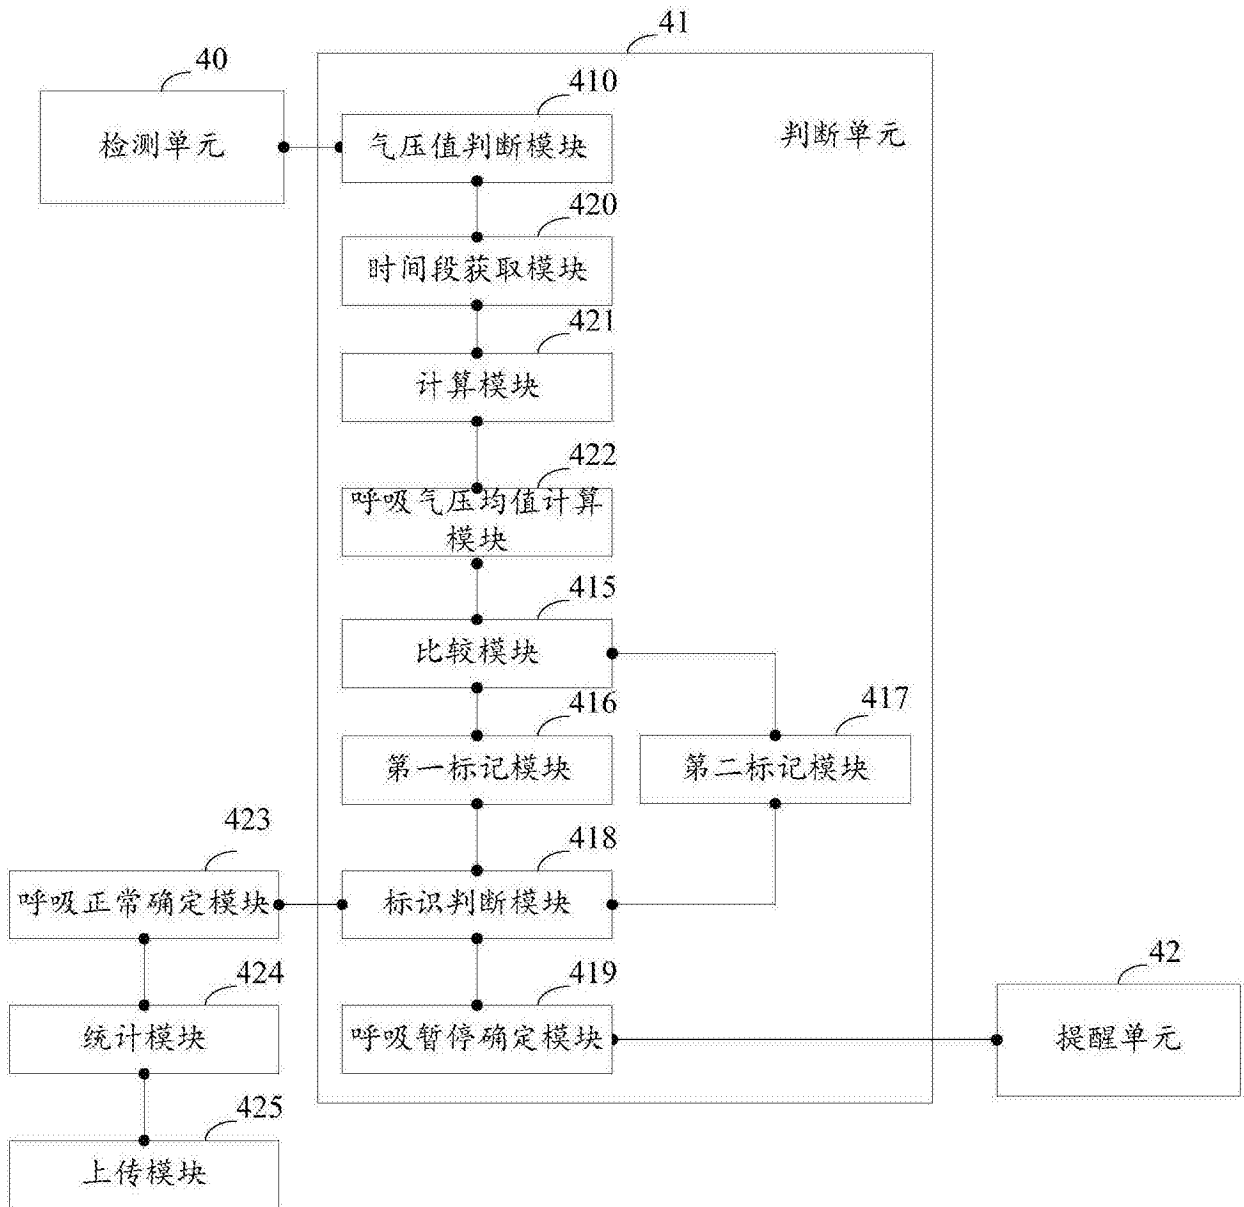 41
40
410
检测单元
气压值判断模块
判断单元
420
时间段获取模块
421
计算模块
422
呼吸气压均值计算
模块
415
比较模块
416
417
第一标记模块
第二标记模块
423
418
呼吸正常确定模块
标识判断模块
424
419
42
统计模块
呼吸暂停确定模块
提醒单元
425
上传模块